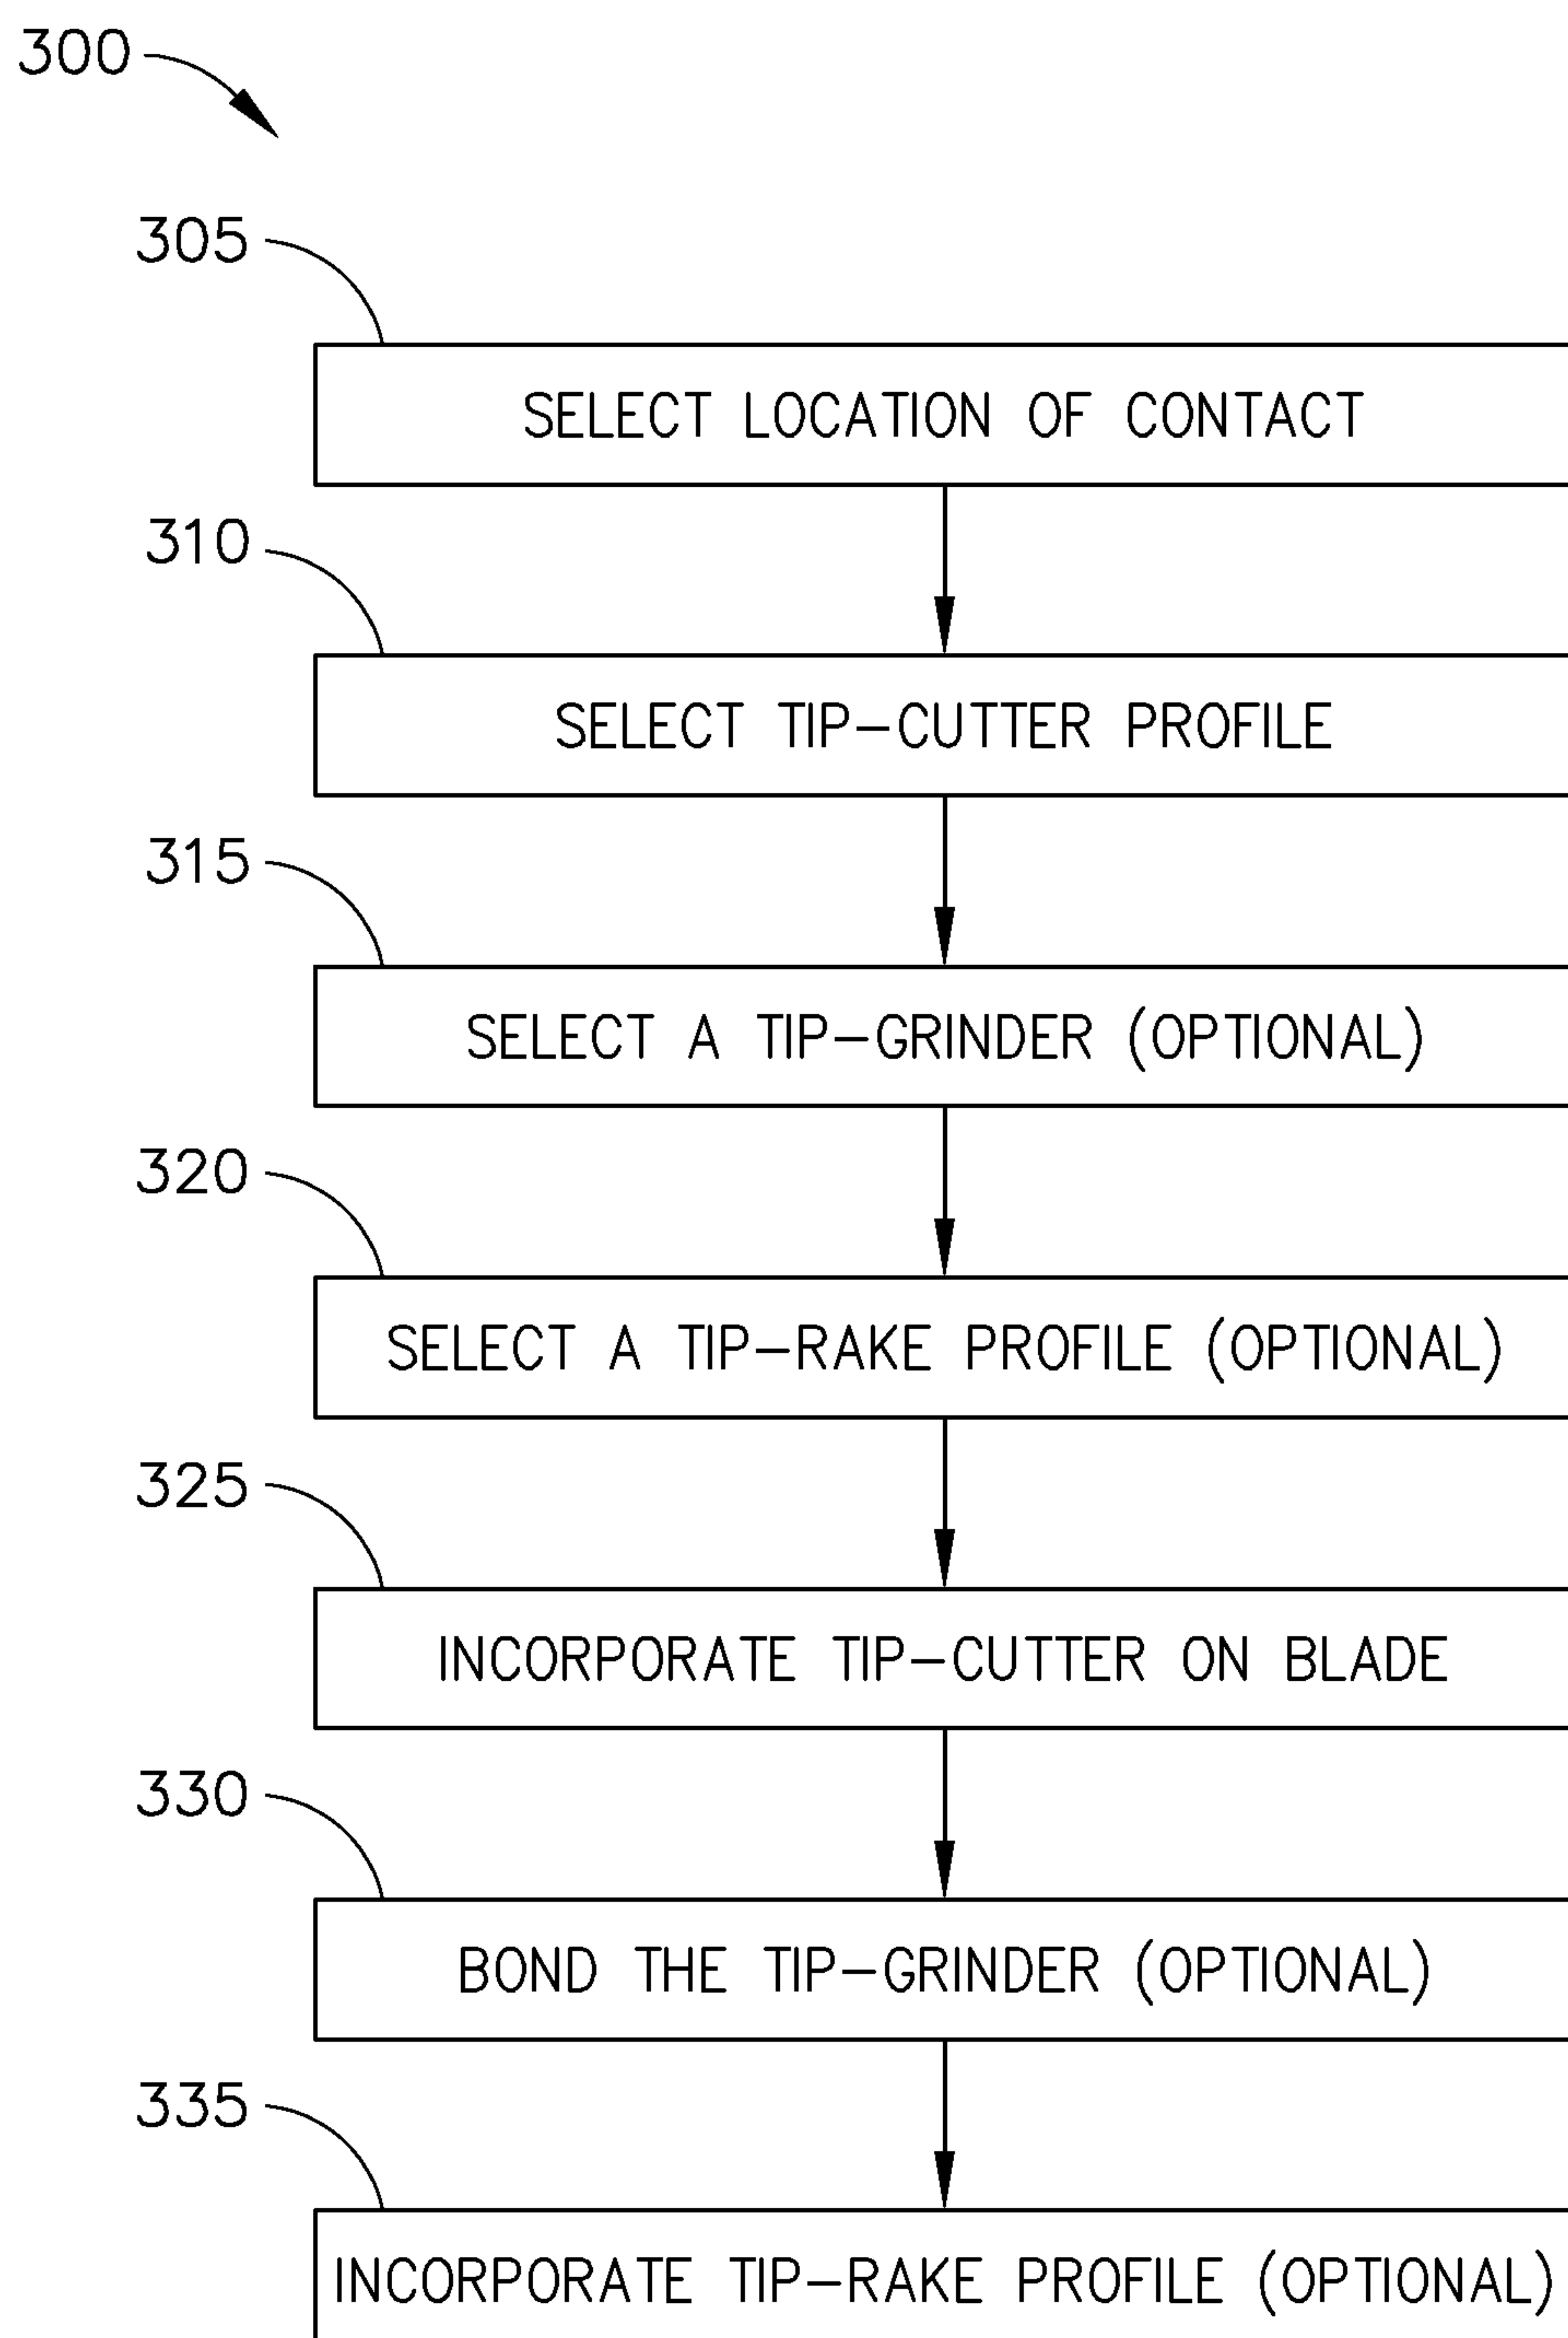 300
305
SELECT LOCATION OF CONTACT
310
SELECT TIP-CUTTER PROFILE
315
SELECT A TIP-GRINDER (OPTIONAL)
320
SELECT A TIP-RAKE PROFILE (OPTIONAL)
325
INCORPORATE TIP-CUTTER ON BLADE
330
BOND THE TIP-GRINDER (OPTIONAL)
335
INCORPORATE TIP-RAKE PROFILE (OPTIONAL)